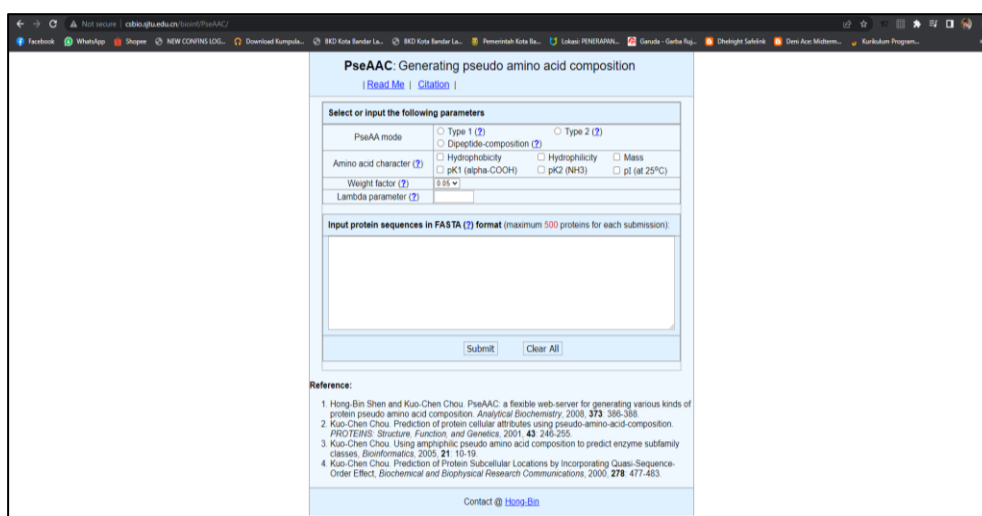 Not secure | csbio.sjtu.edu.cn/bioinf/PseAAC/
Facebook WhatsApp Shopee NEW CONFINS LOG... Download Kumpula... BKD Kota Bandar La... BKD Kota Bandar La... Pemerintah Kota Ba... Lokasi PENERAPAN... Garuda - Garba Ruj... Dhelnight Safelink Deni Ace Midterm... Kurikulum Program...
PseAAC: Generating pseudo amino acid composition
| Read Me | Citation |
Select or input the following parameters
PseAA mode
Type 1 (?) Type 2 (?)
Dipeptide-composition (?)
Amino acid character (?)
Hydrophobicity Hydrophilicity Mass
pK1 (alpha-COOH) pK2 (NH3) pI (at 25°C)
Weight factor (?) 0.05
Lambda parameter (?)
Input protein sequences in FASTA (?) format (maximum 500 proteins for each submission):
Submit Clear All
Reference:
1. Hong-Bin Shen and Kuo-Chen Chou. PseAAC: a flexible web-server for generating various kinds of
protein pseudo amino acid composition. Analytical Biochemistry, 2008, 373: 386-388.
2. Kuo-Chen Chou. Prediction of protein cellular attributes using pseudo-amino-acid-composition.
PROTEINS: Structure, Function, and Genetics, 2001, 43: 246-255.
3. Kuo-Chen Chou. Using amphiphilic pseudo amino acid composition to predict enzyme subfamily
classes, Bioinformatics, 2005, 21: 10-19.
4. Kuo-Chen Chou. Prediction of Protein Subcellular Locations by Incorporating Quasi-Sequence-
Order Effect, Biochemical and Biophysical Research Communications, 2000, 278: 477-483.
Contact @ Hong-Bin